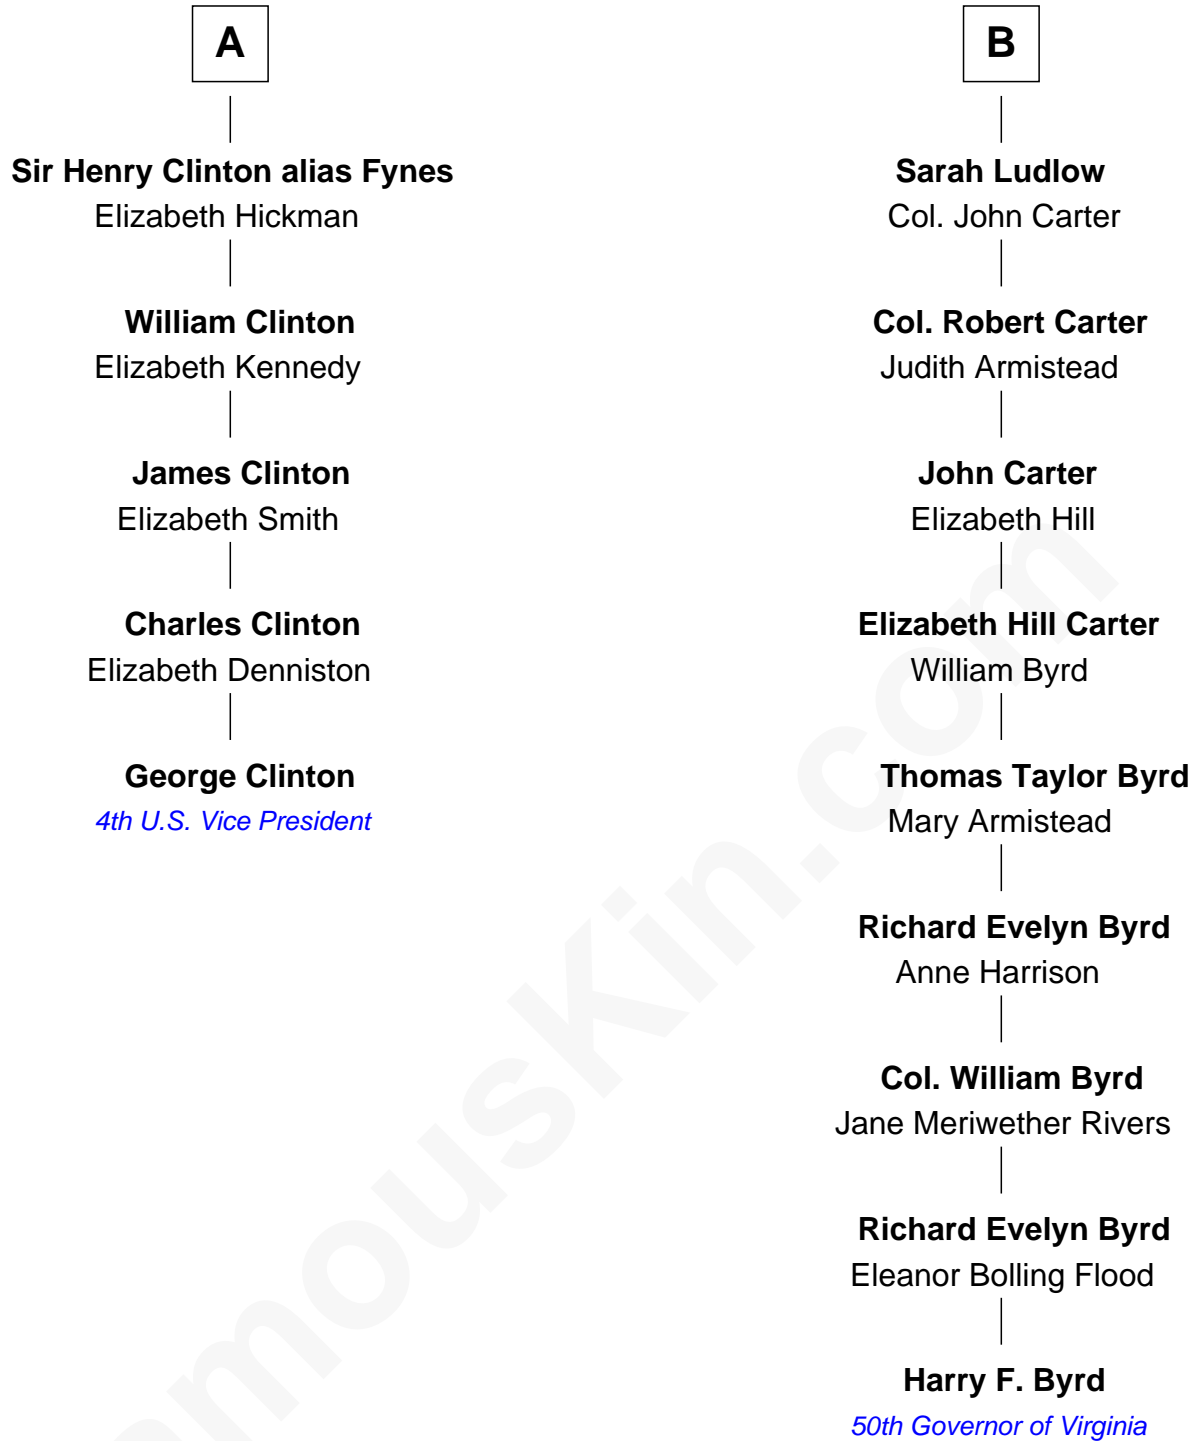 A
Sir Henry Clinton alias Fynes
Elizabeth Hickman
William Clinton
Elizabeth Kennedy
James Clinton
Elizabeth Smith
Charles Clinton
Elizabeth Denniston
George Clinton
4th U.S. Vice President
B
Sarah Ludlow
Col. John Carter
Col. Robert Carter
Judith Armistead
John Carter
Elizabeth Hill
Elizabeth Hill Carter
William Byrd
Thomas Taylor Byrd
Mary Armistead
Richard Evelyn Byrd
Anne Harrison
Col. William Byrd
Jane Meriwether Rivers
Richard Evelyn Byrd
Eleanor Bolling Flood
Harry F. Byrd
50th Governor of Virginia
amouskin.com